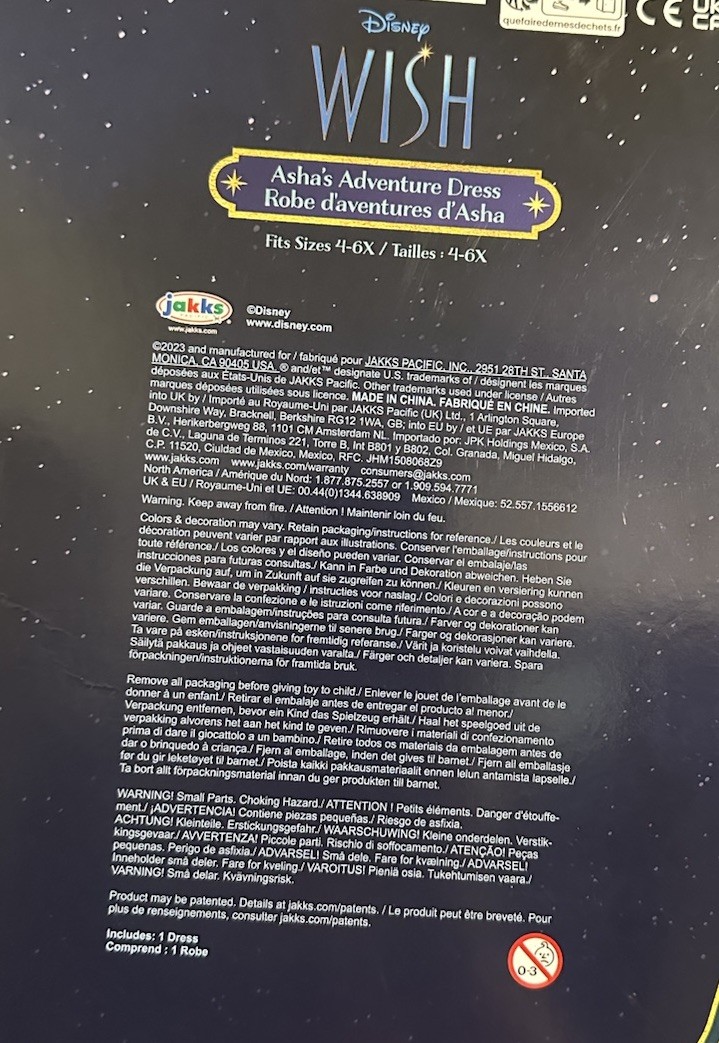 quefairedemesdechets.fr
CE
UK
CA
Disney
WISH
Asha's Adventure Dress
Robe d'aventures d'Asha
Fits Sizes 4-6X / Tailles : 4-6X
jakks
PACIFIC
www.jakks.com
©Disney
www.disney.com
©2023 and manufactured for / fabriqué pour JAKKS PACIFIC, INC., 2951 28TH ST., SANTA
MONICA, CA 90405 USA. ® and/et™ designate U.S. trademarks of / désignent les marques
déposées aux États-Unis de JAKKS Pacific. Other trademarks used under license / Autres
marques déposées utilisées sous licence. MADE IN CHINA. FABRIQUÉ EN CHINE. Imported
into UK by / Importé au Royaume-Uni par JAKKS Pacific (UK) Ltd., 1 Arlington Square,
Downshire Way, Bracknell, Berkshire RG12 1WA, GB; into EU by / et UE par JAKKS Europe
B.V., Herikerbergweg 88, 1101 CM Amsterdam NL. Importado por: JPK Holdings Mexico, S.A.
de C.V., Laguna de Terminos 221, Torre B, Int B801 y B802, Col. Granada, Miguel Hidalgo,
C.P. 11520, Ciuldad de Mexico, Mexico, RFC. JHM1508068Z9
www.jakks.com www.jakks.com/warranty consumers@jakks.com
North America / Amérique du Nord: 1.877.875.2557 or 1.909.594.7771
UK & EU / Royaume-Uni et UE: 00.44(0)1344.638909 Mexico / Mexique: 52.557.1556612
Warning. Keep away from fire. / Attention ! Maintenir loin du feu.
Colors & decoration may vary. Retain packaging/instructions for reference./ Les couleurs et le
décoration peuvent varier par rapport aux illustrations. Conserver l'emballage/instructions pour
toute référence./ Los colores y el diseño pueden variar. Conservar el embalaje/las
instrucciones para futuras consultas./ Kann in Farbe und Dekoration abweichen. Heben Sie
die Verpackung auf, um in Zukunft auf sie zugreifen zu können./ Kleuren en versiering kunnen
verschillen. Bewaar de verpakking / instructies voor naslag./ Colori e decorazioni possono
variare. Conservare la confezione e le istruzioni come riferimento./ A cor e a decoração podem
variar. Guarde a embalagem/instruções para consulta futura./ Farver og dekorationer kan
variere. Gem emballagen/anvisningerne til senere brug./ Farger og dekorasjoner kan variere.
Ta vare på esken/instruksjonene for fremtidig referanse./ Värit ja koristelu voivat vaihdella.
Säilytä pakkaus ja ohjeet vastaisuuden varalta./ Färger och detaljer kan variera. Spara
förpackningen/instruktionerna för framtida bruk.
Remove all packaging before giving toy to child./ Enlever le jouet de l'emballage avant de le
donner à un enfant./ Retirar el embalaje antes de entregar el producto al menor./
Verpackung entfernen, bevor ein Kind das Spielzeug erhält./ Haal het speelgoed uit de
verpakking alvorens het aan het kind te geven./ Rimuovere i materiali di confezionamento
prima di dare il giocattolo a un bambino./ Retire todos os materiais da embalagem antes de
dar o brinquedo à criança./ Fjern al emballage, inden det gives til barnet./ Fjern all emballasje
før du gir leketøyet til barnet./ Poista kaikki pakkausmateriaalit ennen lelun antamista lapselle./
Ta bort allt förpackningsmaterial innan du ger produkten till barnet.
WARNING! Small Parts. Choking Hazard./ ATTENTION ! Petits éléments. Danger d'étouffe-
ment./ ¡ADVERTENCIA! Contiene piezas pequeñas./ Riesgo de asfixia.
ACHTUNG! Kleinteile. Erstickungsgefahr./ WAARSCHUWING! Kleine onderdelen. Verstik-
kingsgevaar./ AVVERTENZA! Piccole parti. Rischio di soffocamento./ ATENÇÃO! Peças
pequenas. Perigo de asfixia./ ADVARSEL! Små dele. Fare for kvælning./ ADVARSEL!
Inneholder små deler. Fare for kveling./ VAROITUS! Pieniä osia. Tukehtumisen vaara./
VARNING! Små delar. Kvävningsrisk.
Product may be patented. Details at jakks.com/patents. / Le produit peut être breveté. Pour
plus de renseignements, consulter jakks.com/patents.
Includes: 1 Dress
Comprend : 1 Robe
0-3